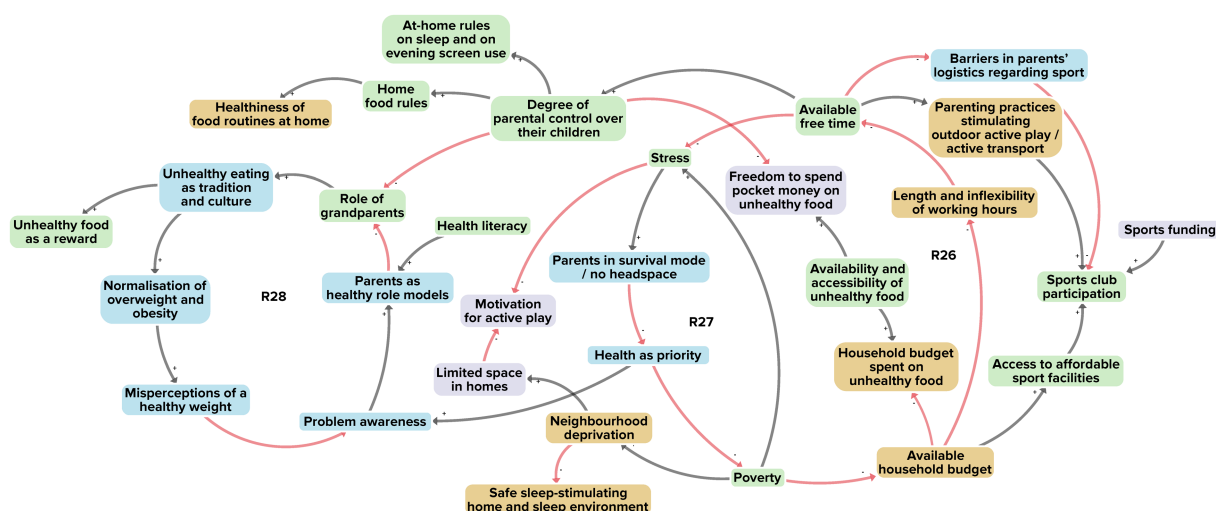 At-home rules
on sleep and on
evening screen use
Barriers in parents'
logistics regarding sport
Home
food rules
Healthiness of
food routines at home
Degree of
parental control over
their children
Available
free time
Parenting practices
stimulating
outdoor active play /
active transport
Stress
Unhealthy eating
as tradition
and culture
Role of
grandparents
Freedom to spend
pocket money on
unhealthy food
Length and inflexibility
of working hours
Unhealthy food
as a reward
Health literacy
Sports funding
Parents in survival mode
/ no headspace
R26
Normalisation of
overweight and
obesity
R28
Parents as
healthy role models
Availability and
accessibility of
unhealthy food
Sports club
participation
Motivation
for active play
R27
Health as priority
Household budget
spent on
unhealthy food
Access to affordable
sport facilities
Limited space
in homes
Misperceptions of a
healthy weight
Problem awareness
Neighbourhood
deprivation
Available
household budget
Poverty
Safe sleep-stimulating
home and sleep environment